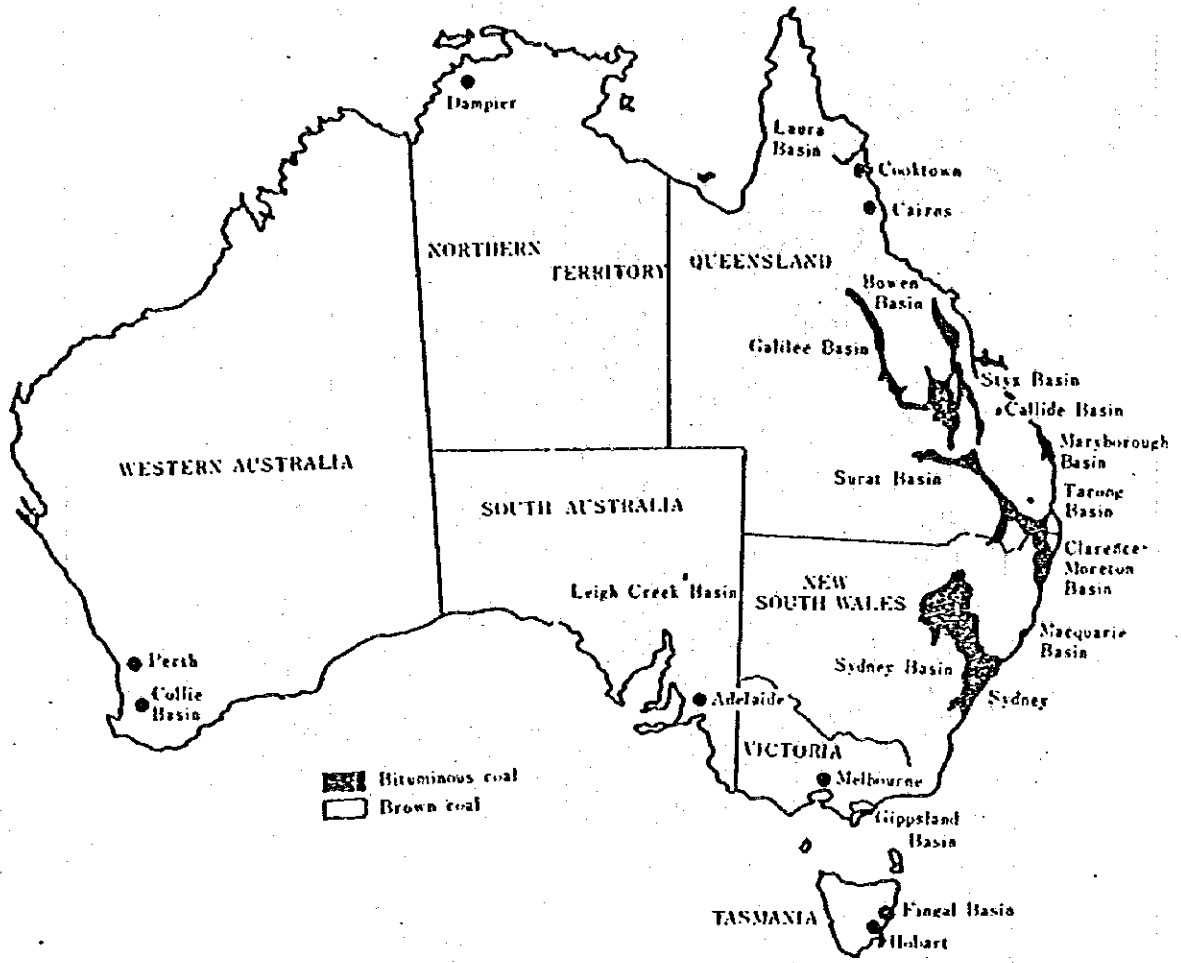 Dampier
Laura
Basin
Cooktown
Cairns
NORTHERN
TERRITORY
QUEENSLAND
Bowen
Basin
Galilee Basin
Styx Basin
Callide Basin
Maryborough
Basin
WESTERN AUSTRALIA
Surat Basin
Tarong
Basin
SOUTH AUSTRALIA
Clarence-
Moreton
Basin
Leigh Creek Basin
NEW
SOUTH WALES
Macquarie
Basin
Perth
Collie
Basin
Sydney Basin
Sydney
Adelaide
VICTORIA
Melbourne
Bituminous coal
Brown coal
Gippsland
Basin
TASMANIA
Fingal Basin
Hobart